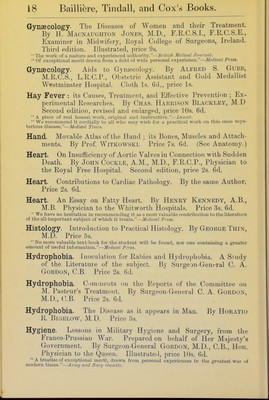 18 Baillière, Tindall, and Cox's Books.
Gynæcology. The Diseases of Women and their Treatment.
By H. MACNAUGHTON JONES, M.D., F.R.C.S.I., F.R.C.S.E.,
Examiner in Midwifery, Royal College of Surgeons, Ireland.
Third edition. Illustrated, price 9s.
"The work of a mature and experienced authority."—British Medical Journal.
"Of exceptional merit drawn from a field of wide personal experience."—Medical Press.
Gynæcology. Aids to Gynæcology. By ALFRED S. GUBB,
M.R.C.S., L.R.C.P., Obstetric Assistant and Gold Medallist
Westminster Hospital. Cloth 1s. 6d., price 1s.
Hay Fever: its Causes, Treatment, and Effective Prevention; Ex-
perimental Researches. By CHAS. HARRISON BLACKLEY, M.D
Second edition, revised and enlarged, price 10s. 6d.
"A piece of real honest work, original and instructive."—Lancet.
"We recommend it cordially to all who may wish for a practical work on this once mys-
terious disease."—Medical Times.
Hand. Movable Atlas of the Hand; its Bones, Muscles and Attach-
ments. By Prof. WITKOWSKI. Price 7s. 6d. (See Anatomy.)
Heart. On Insufficiency of Aortic Valves in Connection with Sudden
Death. By JOHN COCKLE, A.M., M.D., F.R.C.P., Physician to
the Royal Free Hospital. Second edition, price 2s. 6d.
Heart. Contributions to Cardiac Pathology. By the same Author.
Price 2s. 6d.
Heart. An Essay on Fatty Heart. By HENRY KENNEDY, A.B.,
M.B. Physician to the Whitworth Hospitals. Price 3s. 6d.
"We have no hesitation in recommending it as a most valuable contribution to the literature
of the all-important subject of which it treats."—Medical Press.
Histology. Introduction to Practical Histology. By GEORGE THIN,
M.D. Price 5s.
"No more valuable text-book for the student will be found, nor one containing a greater
amount of useful information."—Medical Press.
Hydrophobia. Inoculation for Rabies and Hydrophobia. A Study
of the Literature of the subject. By Surgeon-General C. A.
GORDON, C.B. Price 2s. 6d.
Hydrophobia. Comments on the Reports of the Committee on
M. Pasteur's Treatment. By Surgeon-General C. A. GORDON,
M.D., C.B. Price 2s. 6d.
Hydrophobia. The Disease as it appears in Man. By HORATIO
R. BIGELOW, M.D. Price 5s.
Hygiene. Lessons in Military Hygiene and Surgery, from the
Franco-Prussian War. Prepared on behalf of Her Majesty's
Government. By Surgeon-General GORDON, M.D., C.B., Hon.
Physician to the Queen. Illustrated, price 10s. 6d.
"A treatise of exceptional merit, drawn from personal experiences in the greatest war of
modern times."—Army and Navy Gazette.